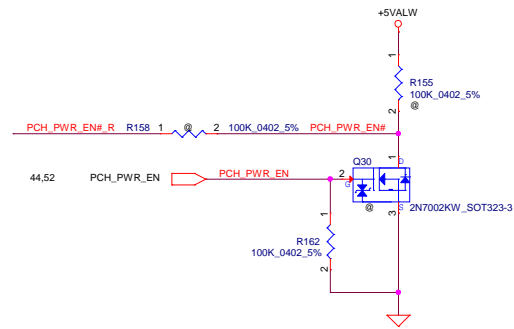 +5VALW
1
R155
100K_0402_5%
2
@
PCH_PWR_EN#_R R158 1 @ 2 100K_0402_5% PCH_PWR_EN#
Q30
1 D
44,52 PCH_PWR_EN PCH_PWR_EN 2
G
@
3 S 2N7002KW_SOT323-3
1
R162
100K_0402_5%
2